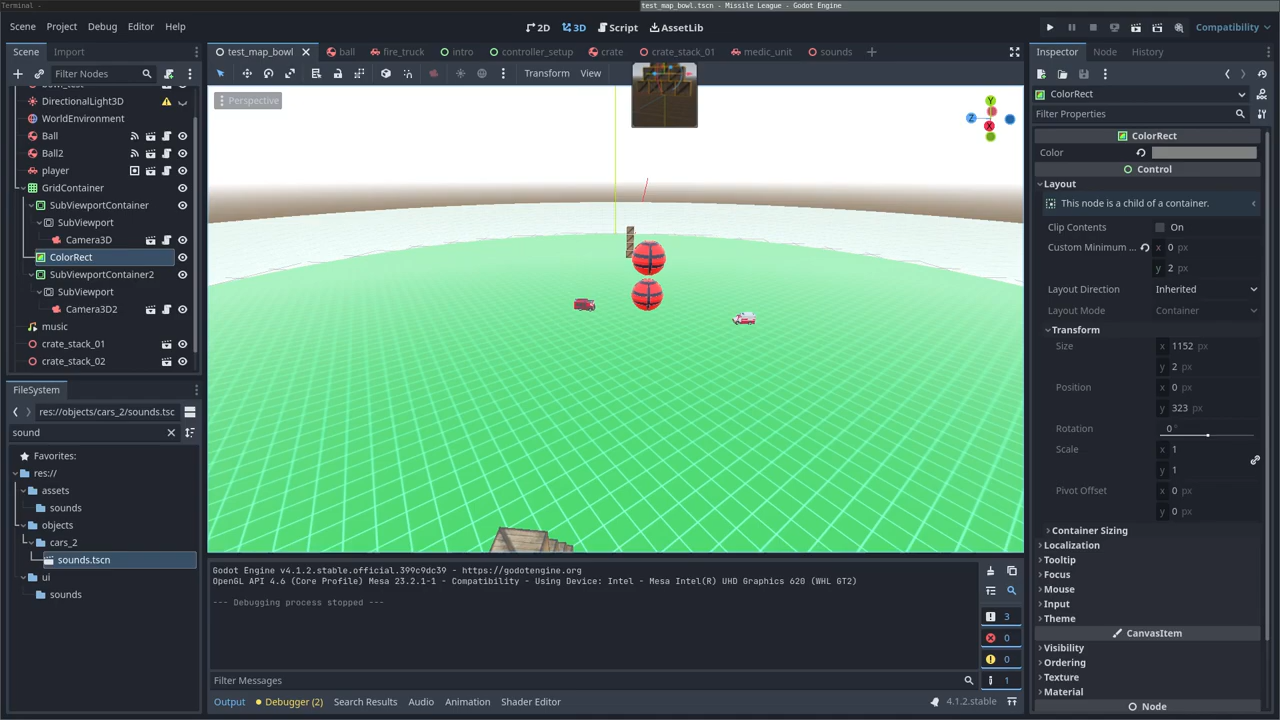 Terminal -
test_map_bowl.tscn - Missile League - Godot Engine
Scene Project Debug Editor Help
2D 3D Script AssetLib
Compatibility
Scene Import
test_map_bowl ball fire_truck intro controller_setup crate crate_stack_01 medic_unit sounds
Inspector Node History
Filter Nodes
Transform View
Perspective
Y
Z
X
DirectionalLight3D
WorldEnvironment
Ball
Ball2
player
GridContainer
SubViewportContainer
SubViewport
Camera3D
ColorRect
SubViewportContainer2
SubViewport
Camera3D2
music
crate_stack_01
crate_stack_02
FileSystem
res://objects/cars_2/sounds.tsc
sound
Favorites:
res://
assets
sounds
objects
cars_2
sounds.tscn
ui
sounds
Godot Engine v4.1.2.stable.official.399c9dc39 - https://godotengine.org
OpenGL API 4.6 (Core Profile) Mesa 23.2.1-1 - Compatibility - Using Device: Intel - Mesa Intel(R) UHD Graphics 620 (WHL GT2)
--- Debugging process stopped ---
3
0
0
1
Filter Messages
Output Debugger (2) Search Results Audio Animation Shader Editor
4.1.2.stable
ColorRect
Filter Properties
ColorRect
Color
Control
Layout
This node is a child of a container.
Clip Contents On
Custom Minimum ... x 0 px
y 2 px
Layout Direction Inherited
Layout Mode Container
Transform
Size x 1152 px
y 2 px
Position x 0 px
y 323 px
Rotation 0 °
Scale x 1
y 1
Pivot Offset x 0 px
y 0 px
Container Sizing
Localization
Tooltip
Focus
Mouse
Input
Theme
CanvasItem
Visibility
Ordering
Texture
Material
Node